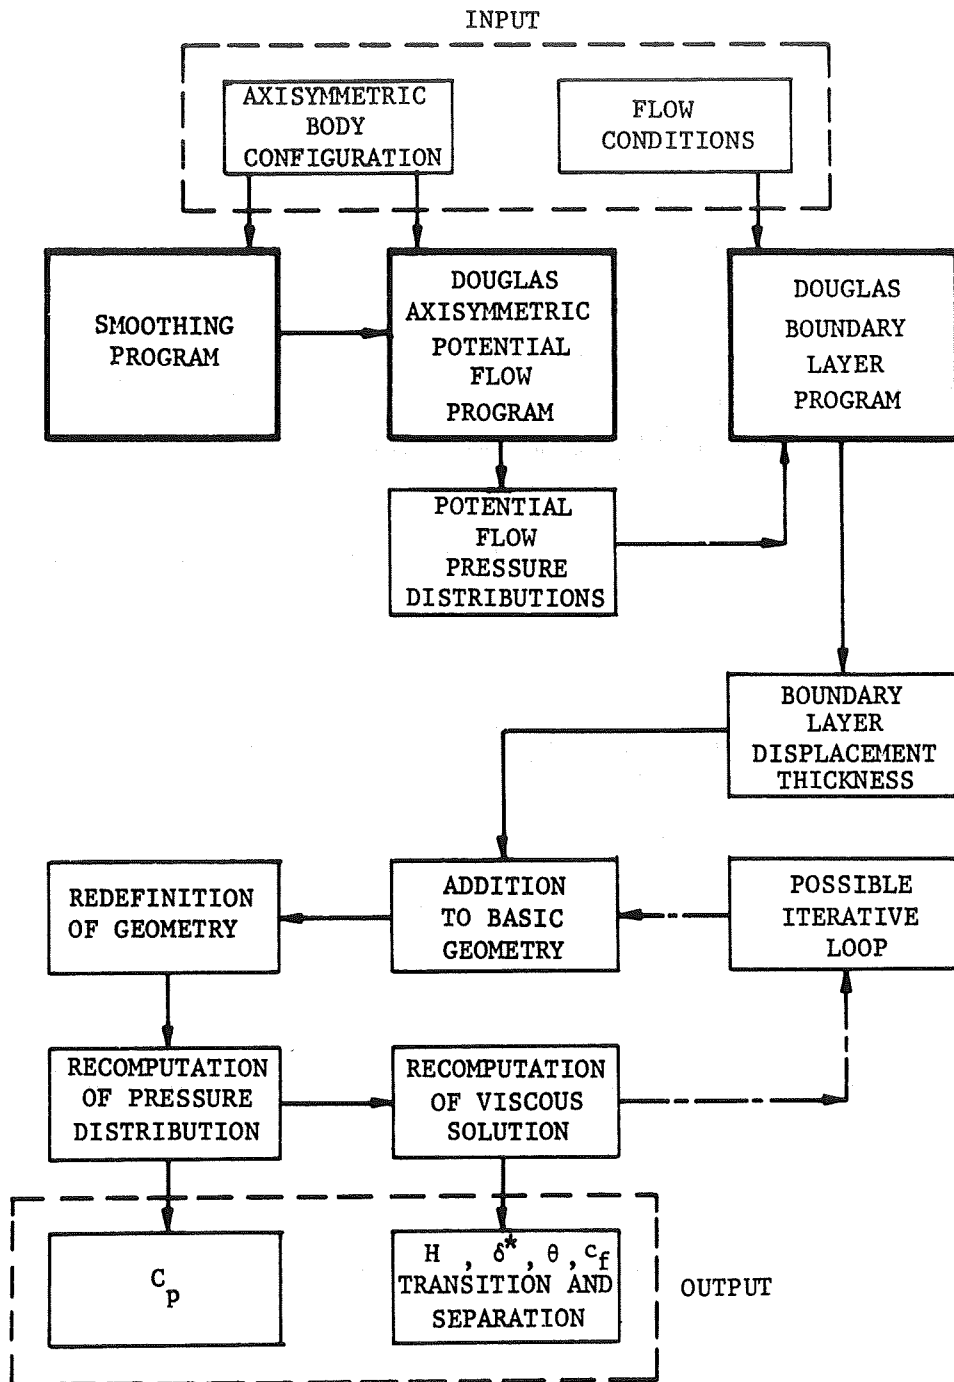 INPUT
AXISYMMETRIC
BODY
CONFIGURATION
FLOW
CONDITIONS
SMOOTHING
PROGRAM
DOUGLAS
AXISYMMETRIC
POTENTIAL
FLOW
PROGRAM
DOUGLAS
BOUNDARY
LAYER
PROGRAM
POTENTIAL
FLOW
PRESSURE
DISTRIBUTIONS
BOUNDARY
LAYER
DISPLACEMENT
THICKNESS
REDEFINITION
OF GEOMETRY
ADDITION
TO BASIC
GEOMETRY
POSSIBLE
ITERATIVE
LOOP
RECOMPUTATION
OF PRESSURE
DISTRIBUTION
RECOMPUTATION
OF VISCOUS
SOLUTION
Cp
H , δ*, θ, cf
TRANSITION AND
SEPARATION
OUTPUT